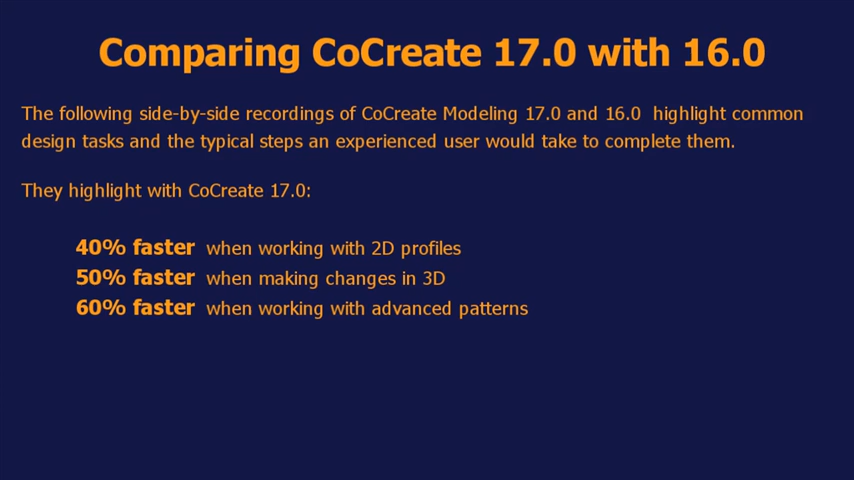 Comparing CoCreate 17.0 with 16.0
The following side-by-side recordings of CoCreate Modeling 17.0 and 16.0 highlight common
design tasks and the typical steps an experienced user would take to complete them.
They highlight with CoCreate 17.0:
40% faster when working with 2D profiles
50% faster when making changes in 3D
60% faster when working with advanced patterns